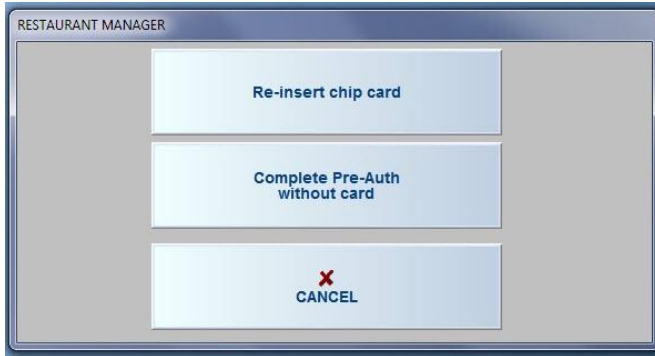 RESTAURANT MANAGER
Re-insert chip card
Complete Pre-Auth
without card
CANCEL